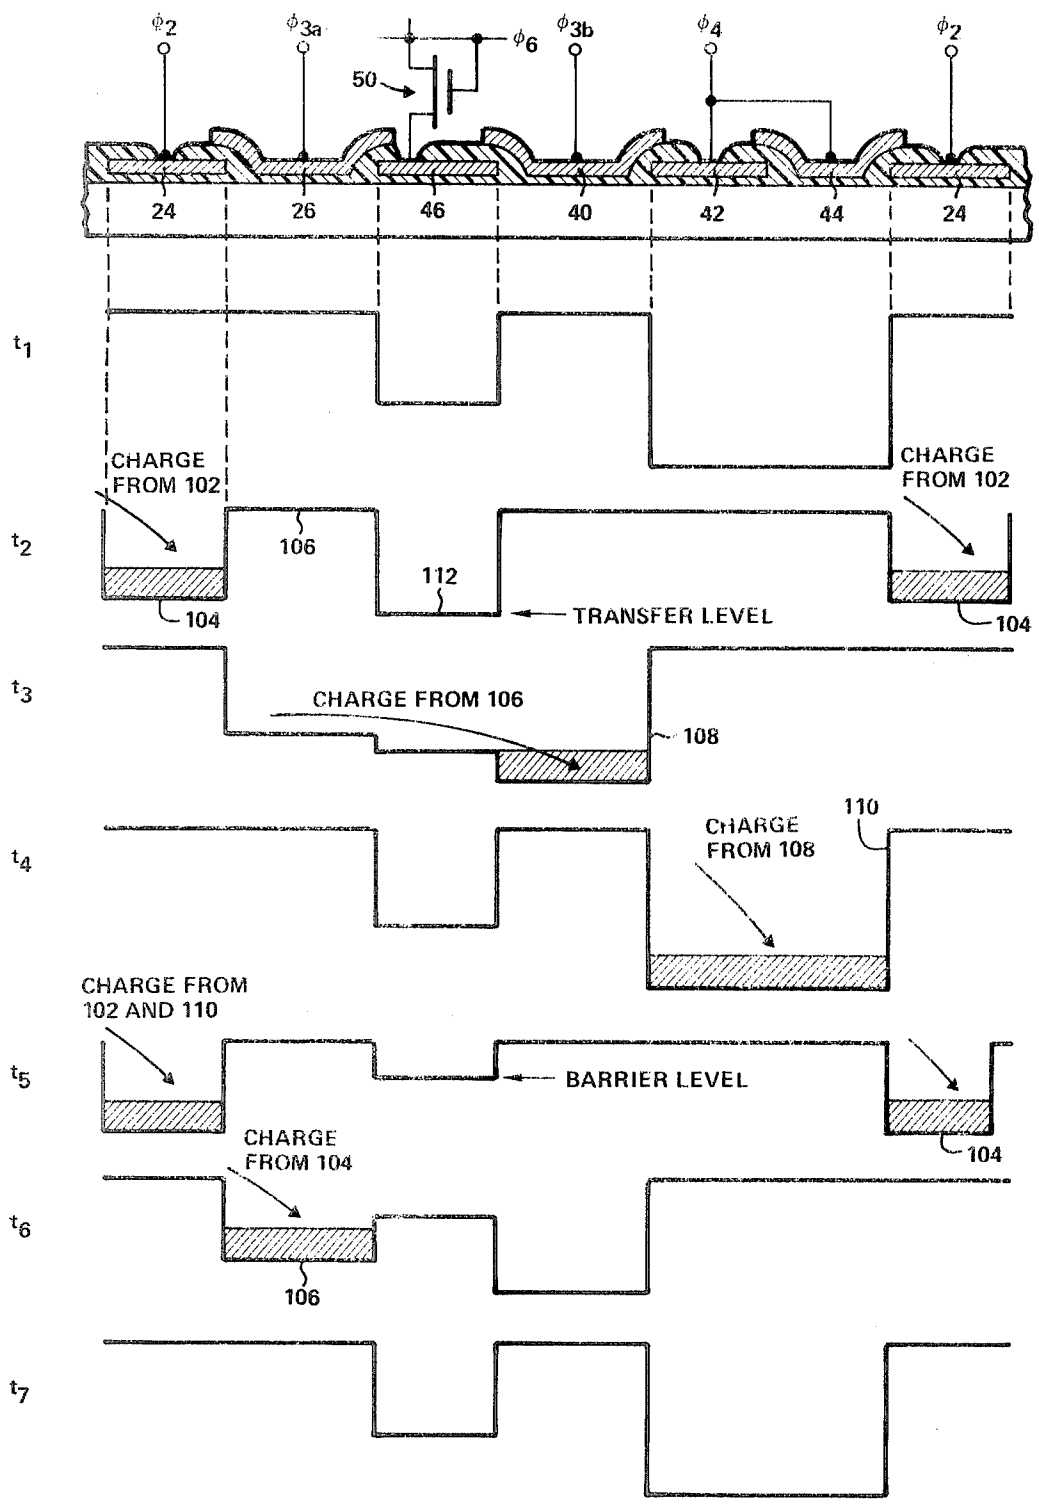 ϕ2 ϕ3a ϕ6 ϕ3b ϕ4 ϕ2
50
24 26 46 40 42 44 24
t1
CHARGE
FROM 102
CHARGE
FROM 102
t2
106
112
104
TRANSFER LEVEL
104
t3
CHARGE FROM 106
108
t4
CHARGE
FROM 108
110
CHARGE FROM
102 AND 110
t5
BARRIER LEVEL
104
CHARGE
FROM 104
t6
106
t7